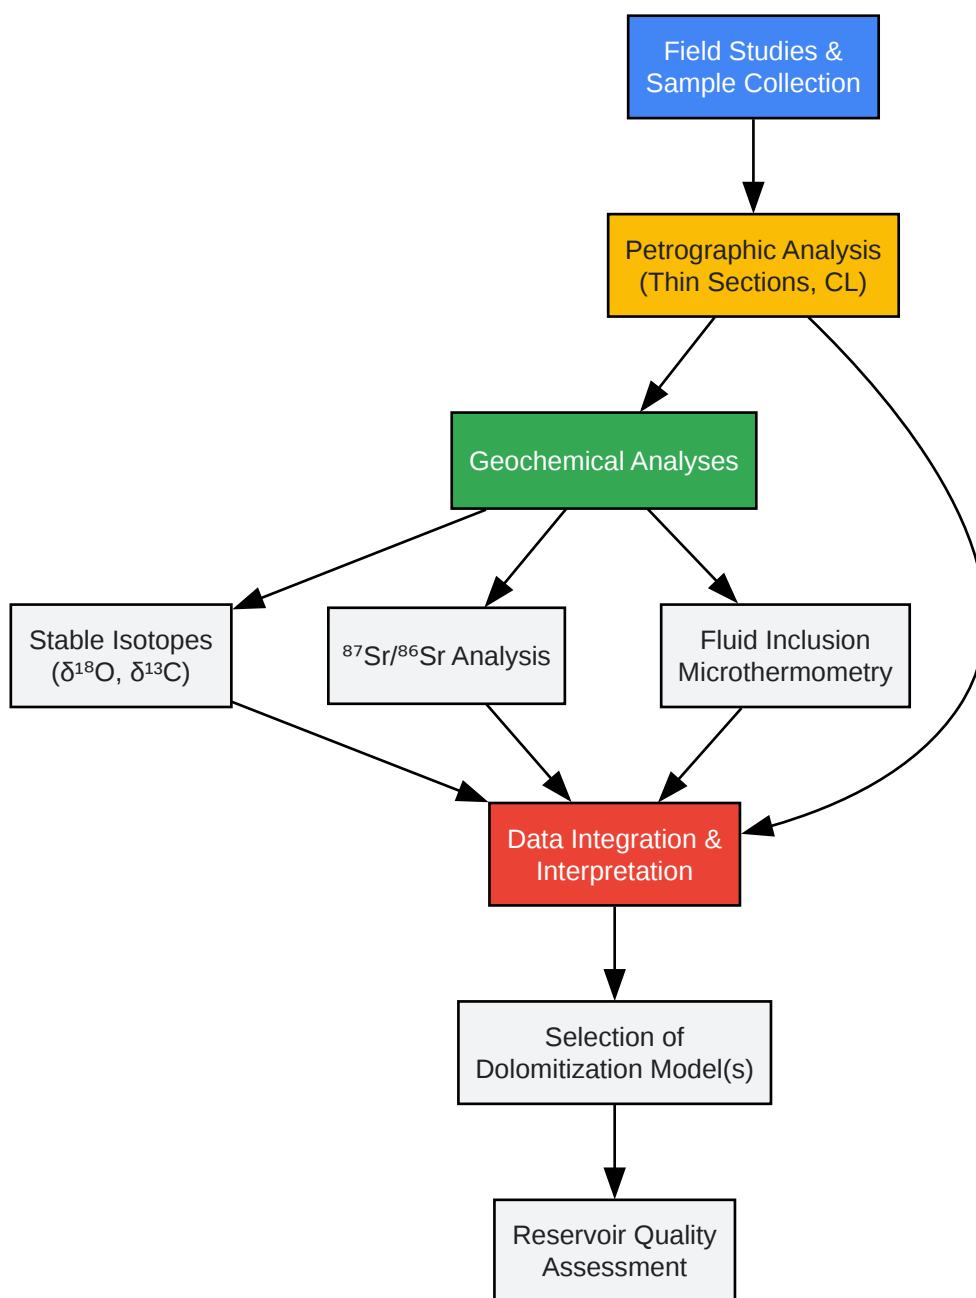 Field Studies &
Sample Collection
Petrographic Analysis
(Thin Sections, CL)
Geochemical Analyses
Stable Isotopes
(δ¹⁸O, δ¹³C)
⁸⁷Sr/⁸⁶Sr Analysis
Fluid Inclusion
Microthermometry
Data Integration &
Interpretation
Selection of
Dolomitization Model(s)
Reservoir Quality
Assessment